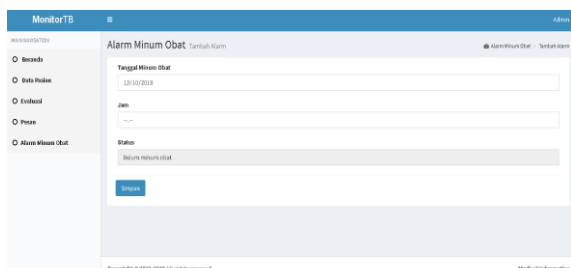 MonitorTB
Admin
MAIN NAVIGATION
Beranda
Data Pasien
Evaluasi
Pesan
Alarm Minum Obat
Alarm Minum Obat Tambah Alarm
Alarm Minum Obat Tambah Alarm
Tanggal Minum Obat
13/10/2018
Jam
--.--
Status
Belum minum obat
Simpan